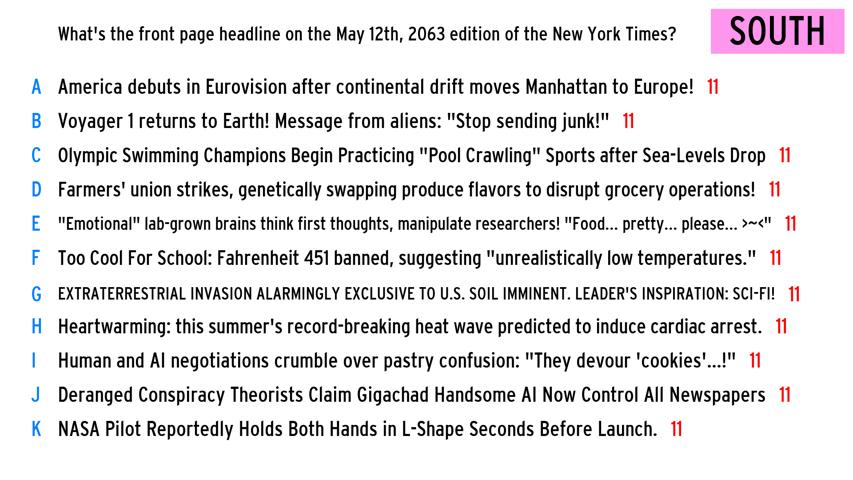 What's the front page headline on the May 12th, 2063 edition of the New York Times?
SOUTH
A America debuts in Eurovision after continental drift moves Manhattan to Europe! 11
B Voyager 1 returns to Earth! Message from aliens: "Stop sending junk!" 11
C Olympic Swimming Champions Begin Practicing "Pool Crawling" Sports after Sea-Levels Drop 11
D Farmers' union strikes, genetically swapping produce flavors to disrupt grocery operations! 11
E "Emotional" lab-grown brains think first thoughts, manipulate researchers! "Food... pretty... please... >~<" 11
F Too Cool For School: Fahrenheit 451 banned, suggesting "unrealistically low temperatures." 11
G EXTRATERRESTRIAL INVASION ALARMINGLY EXCLUSIVE TO U.S. SOIL IMMINENT. LEADER'S INSPIRATION: SCI-FI! 11
H Heartwarming: this summer's record-breaking heat wave predicted to induce cardiac arrest. 11
I Human and AI negotiations crumble over pastry confusion: "They devour 'cookies'...!" 11
J Deranged Conspiracy Theorists Claim Gigachad Handsome AI Now Control All Newspapers 11
K NASA Pilot Reportedly Holds Both Hands in L-Shape Seconds Before Launch. 11